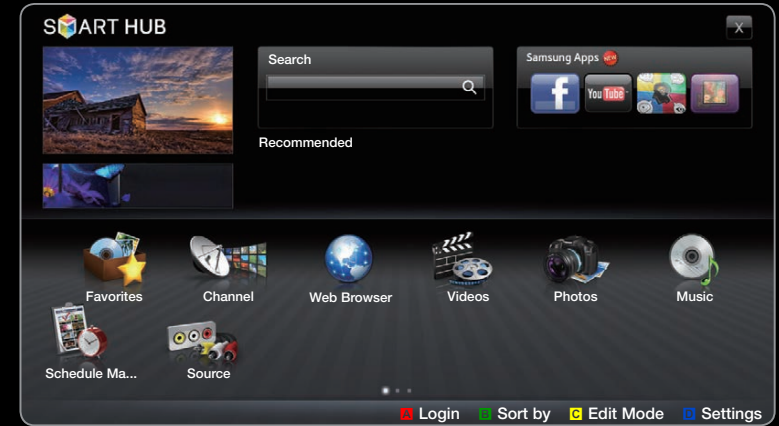 SMART HUB
X
Search
Samsung Apps NEW
f
You Tube
Recommended
Favorites
Channel
Web Browser
Videos
Photos
Music
Schedule Ma...
Source
A Login B Sort by C Edit Mode D Settings